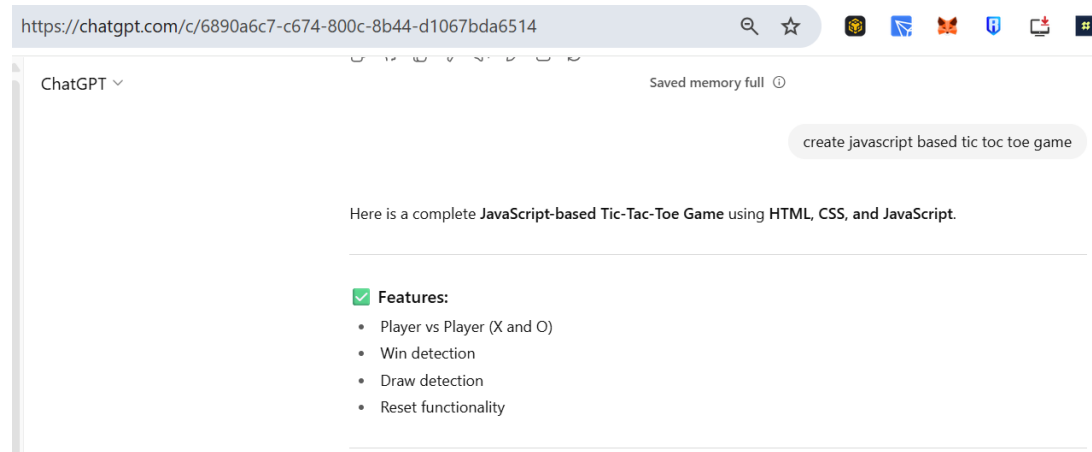 https://chatgpt.com/c/6890a6c7-c674-800c-8b44-d1067bda6514
ChatGPT
Saved memory full
create javascript based tic toc toe game
Here is a complete JavaScript-based Tic-Tac-Toe Game using HTML, CSS, and JavaScript.
✅ Features:
• Player vs Player (X and O)
• Win detection
• Draw detection
• Reset functionality